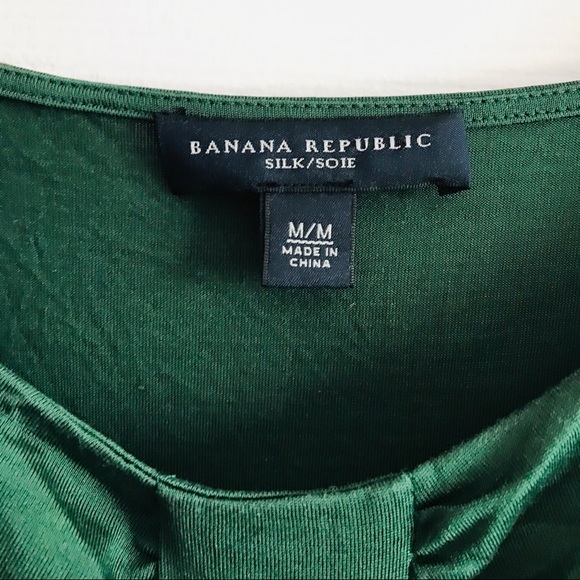 BANANA REPUBLIC
SILK/SOIE
M/M
MADE IN
CHINA